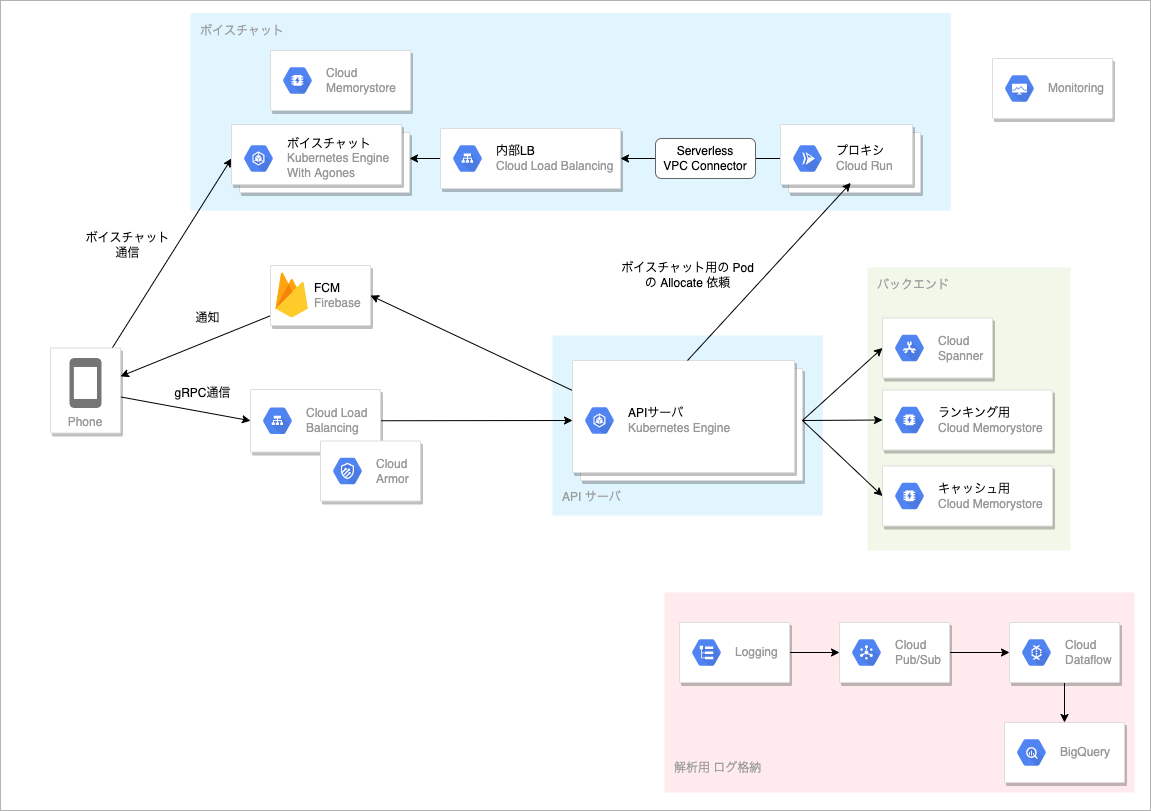 ボイスチャット
Cloud
Memorystore
Monitoring
ボイスチャット
Kubernetes Engine
With Agones
内部LB
Cloud Load Balancing
Serverless
VPC Connector
プロキシ
Cloud Run
ボイスチャット
通信
ボイスチャット用の Pod
の Allocate 依頼
FCM
Firebase
通知
バックエンド
Cloud
Spanner
Phone
gRPC通信
Cloud Load
Balancing
Cloud
Armor
APIサーバ
Kubernetes Engine
API サーバ
ランキング用
Cloud Memorystore
キャッシュ用
Cloud Memorystore
Logging
Cloud
Pub/Sub
Cloud
Dataflow
BigQuery
解析用 ログ格納